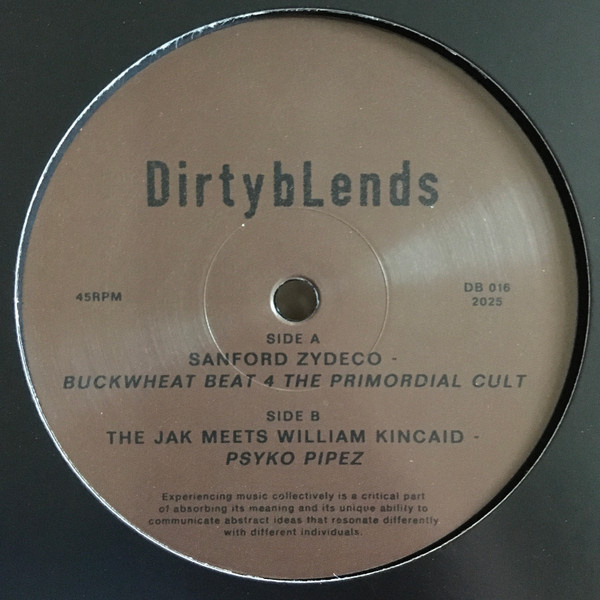 DirtybLends
45RPM
DB 016
2025
SIDE A
SANFORD ZYDECO -
BUCKWHEAT BEAT 4 THE PRIMORDIAL CULT
SIDE B
THE JAK MEETS WILLIAM KINCAID -
PSYKO PIPEZ
Experiencing music collectively is a critical part
of absorbing its meaning and its unique ability to
communicate abstract ideas that resonate differently
with different individuals.